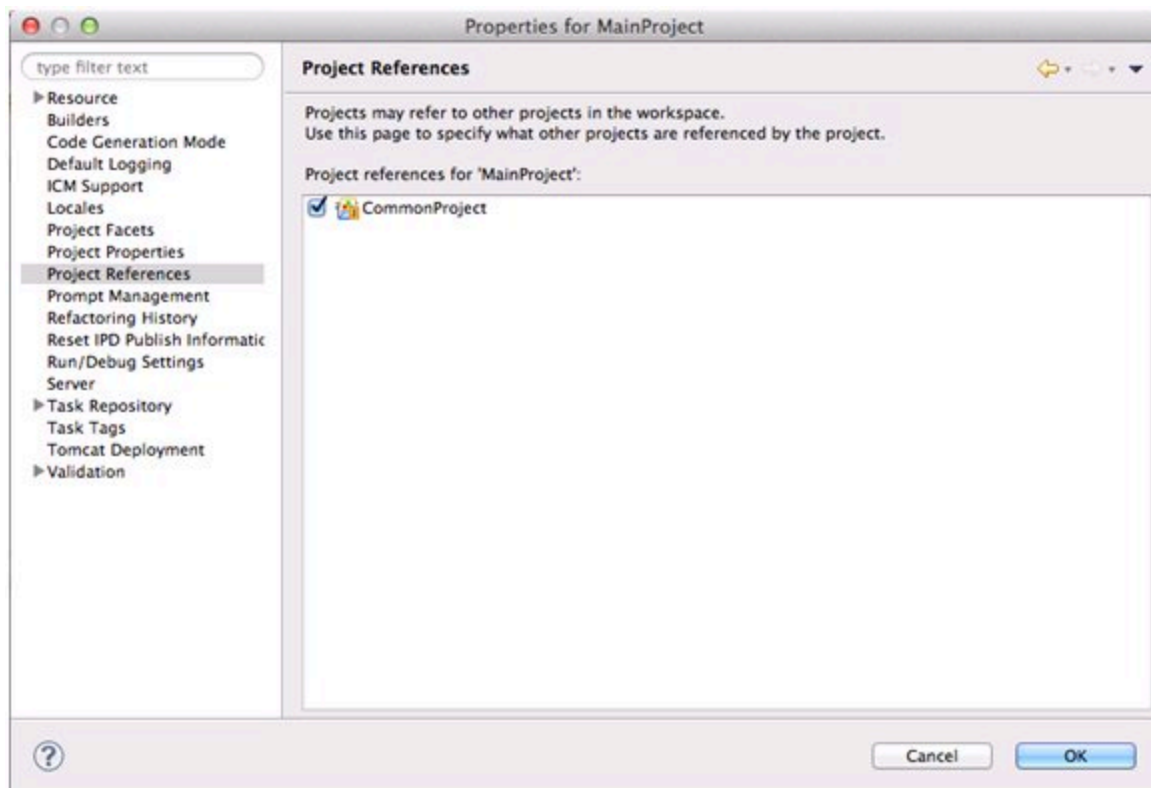 Properties for MainProject
type filter text
Resource
Builders
Code Generation Mode
Default Logging
ICM Support
Locales
Project Facets
Project Properties
Project References
Prompt Management
Refactoring History
Reset IPD Publish Informatic
Run/Debug Settings
Server
Task Repository
Task Tags
Tomcat Deployment
Validation
Project References
Projects may refer to other projects in the workspace.
Use this page to specify what other projects are referenced by the project.
Project references for 'MainProject':
CommonProject
?
Cancel
OK